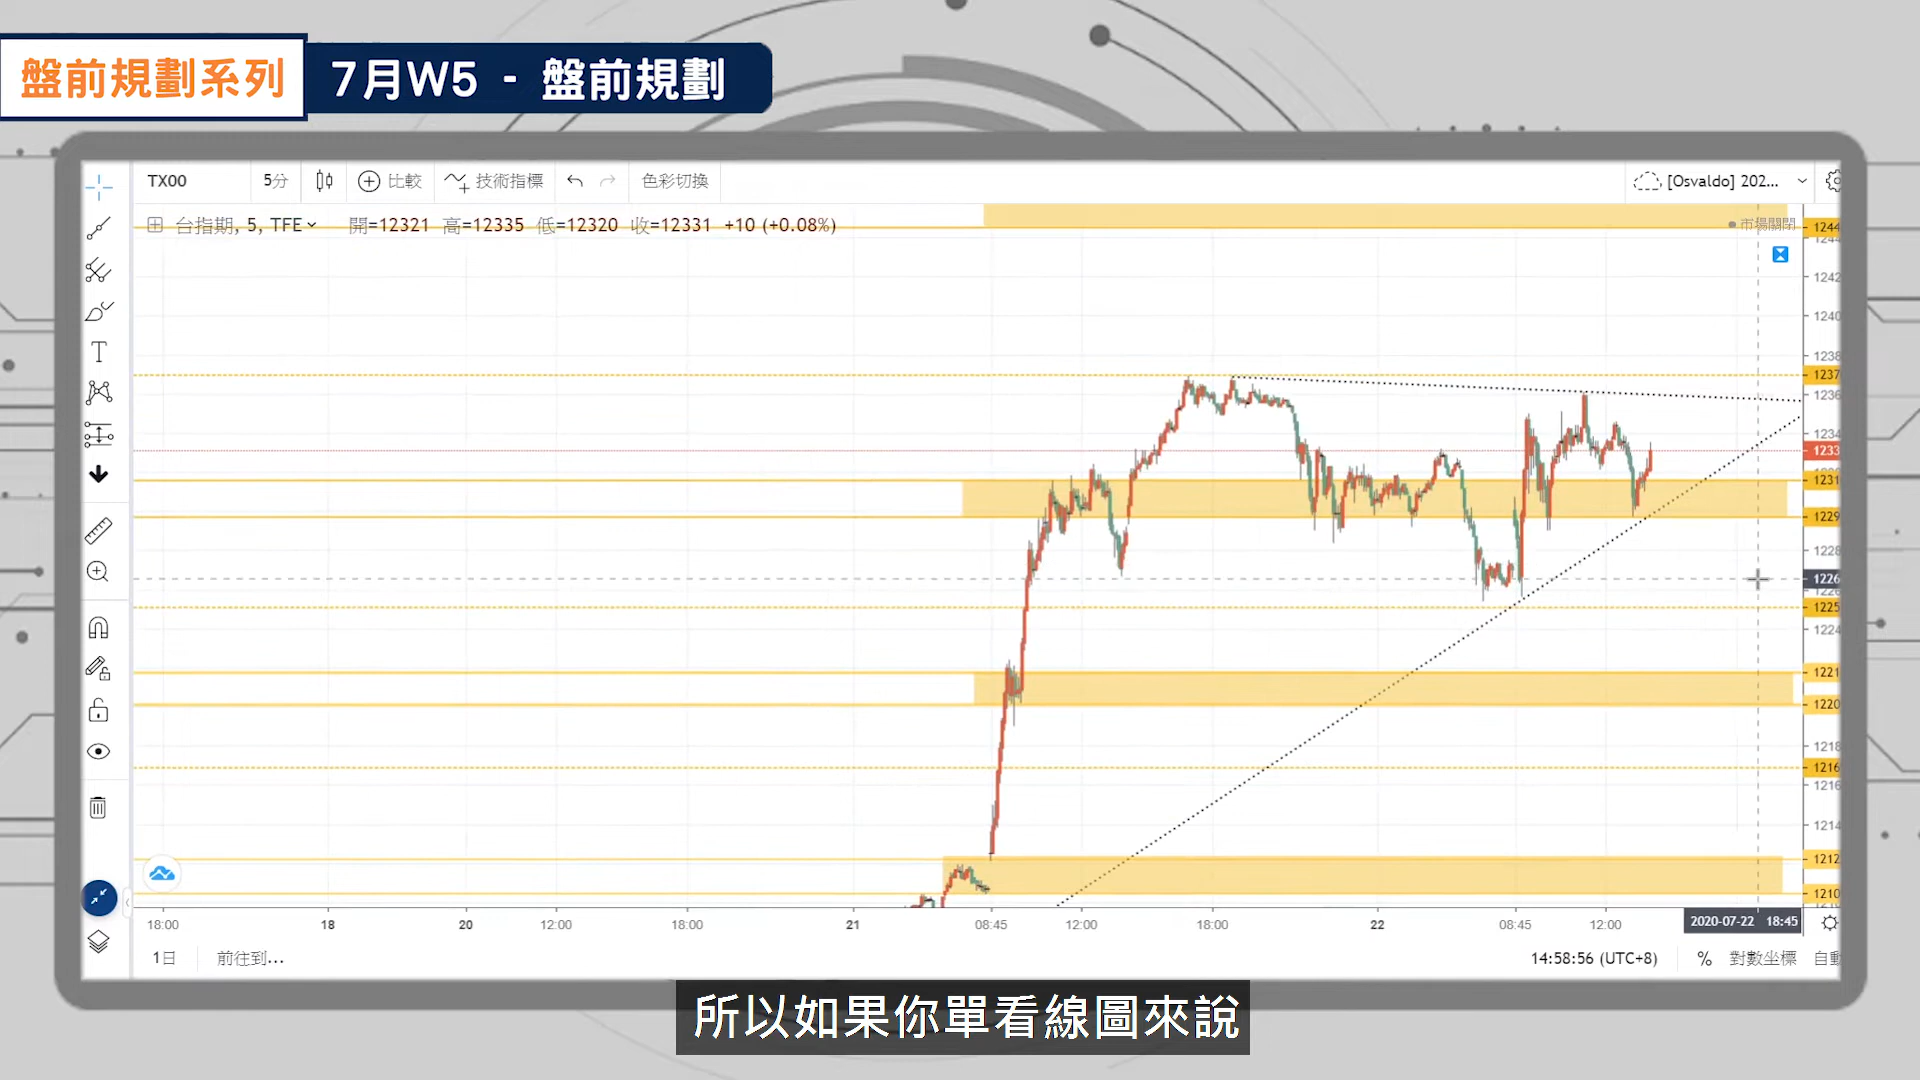 盤前規劃系列
7月W5 - 盤前規劃
TX00 5分 比較 技術指標 色彩切換 [Osvaldo] 202...
台指期, 5, TFE 開=12321 高=12335 低=12320 收=12331 +10 (+0.08%)
市場關閉
1244
1242
1240
1238
1237
1236
1234
1233
1231
1229
1228
1226
1225
1224
1221
1220
1218
1216
1216
1214
1212
1210
18:00 18 20 12:00 18:00 21 08:45 12:00 18:00 22 08:45 12:00 2020-07-22 18:45
1日 前往到... 14:58:56 (UTC+8) % 對數坐標 自動
所以如果你單看線圖來說